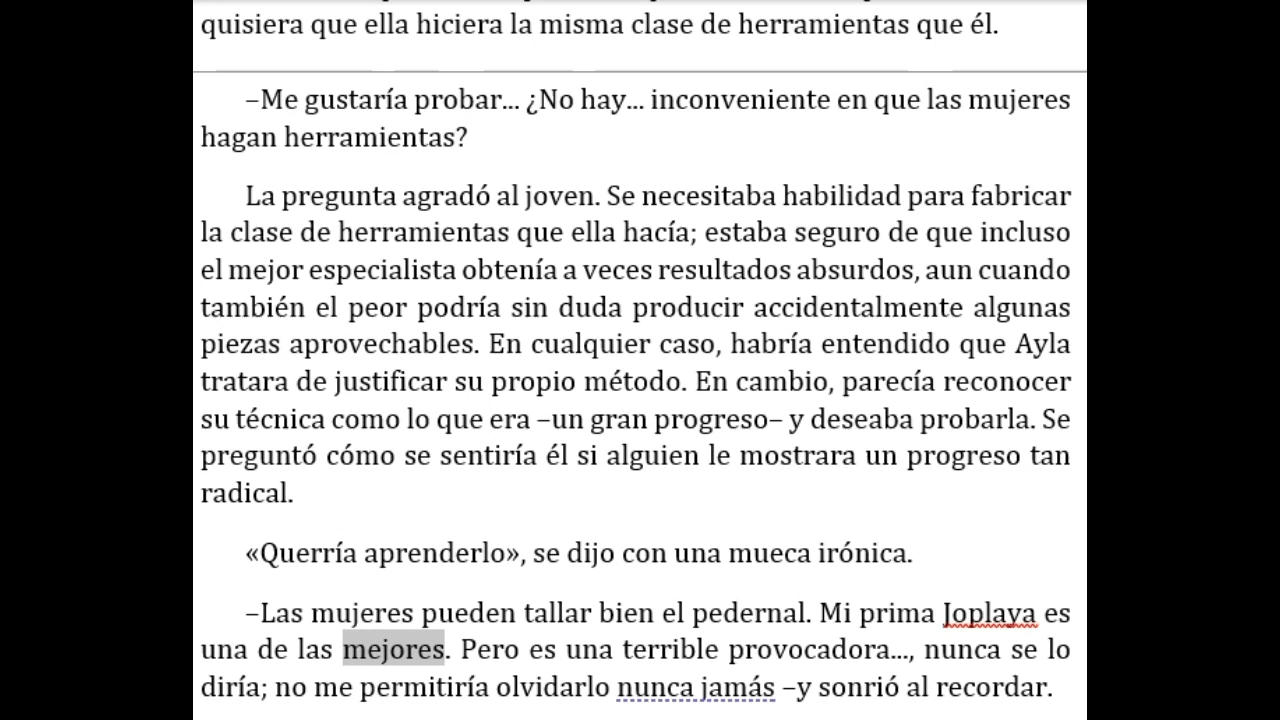 quisiera que ella hiciera la misma clase de herramientas que él.
–Me gustaría probar... ¿No hay... inconveniente en que las mujeres
hagan herramientas?
La pregunta agradó al joven. Se necesitaba habilidad para fabricar
la clase de herramientas que ella hacía; estaba seguro de que incluso
el mejor especialista obtenía a veces resultados absurdos, aun cuando
también el peor podría sin duda producir accidentalmente algunas
piezas aprovechables. En cualquier caso, habría entendido que Ayla
tratara de justificar su propio método. En cambio, parecía reconocer
su técnica como lo que era –un gran progreso– y deseaba probarla. Se
preguntó cómo se sentiría él si alguien le mostrara un progreso tan
radical.
«Querría aprenderlo», se dijo con una mueca irónica.
–Las mujeres pueden tallar bien el pedernal. Mi prima Joplaya es
una de las mejores. Pero es una terrible provocadora..., nunca se lo
diría; no me permitiría olvidarlo nunca jamás –y sonrió al recordar.